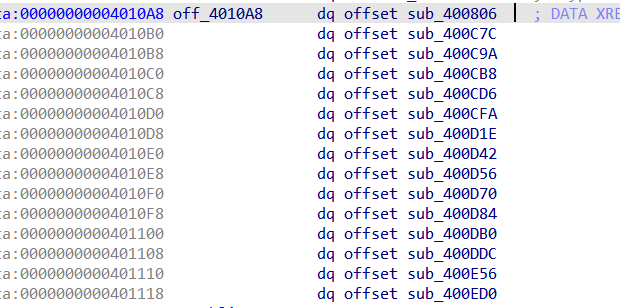 ta:00000000004010A8 off_4010A8 dq offset sub_400806 ; DATA XRE
ta:00000000004010B0 dq offset sub_400C7C
ta:00000000004010B8 dq offset sub_400C9A
ta:00000000004010C0 dq offset sub_400CB8
ta:00000000004010C8 dq offset sub_400CD6
ta:00000000004010D0 dq offset sub_400CFA
ta:00000000004010D8 dq offset sub_400D1E
ta:00000000004010E0 dq offset sub_400D42
ta:00000000004010E8 dq offset sub_400D56
ta:00000000004010F0 dq offset sub_400D70
ta:00000000004010F8 dq offset sub_400D84
ta:0000000000401100 dq offset sub_400DB0
ta:0000000000401108 dq offset sub_400DDC
ta:0000000000401110 dq offset sub_400E56
ta:0000000000401118 dq offset sub_400ED0